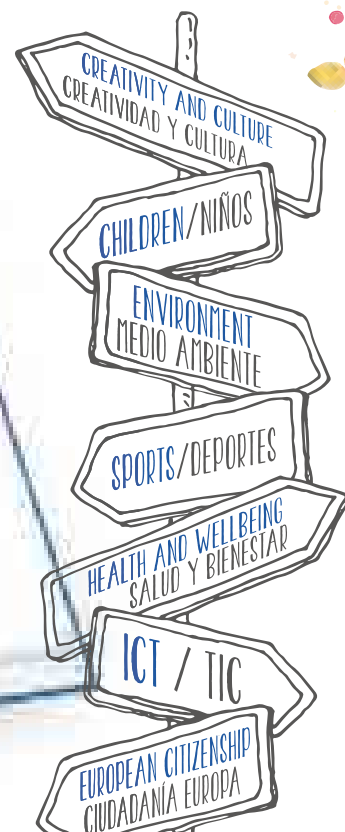 CREATIVITY AND CULTURE
CREATIVIDAD Y CULTURA
CHILDREN/NIÑOS
ENVIRONMENT
MEDIO AMBIENTE
SPORTS/DEPORTES
HEALTH AND WELLBEING
SALUD Y BIENESTAR
ICT / TIC
EUROPEAN CITIZENSHIP
CIUDADANÍA EUROPA